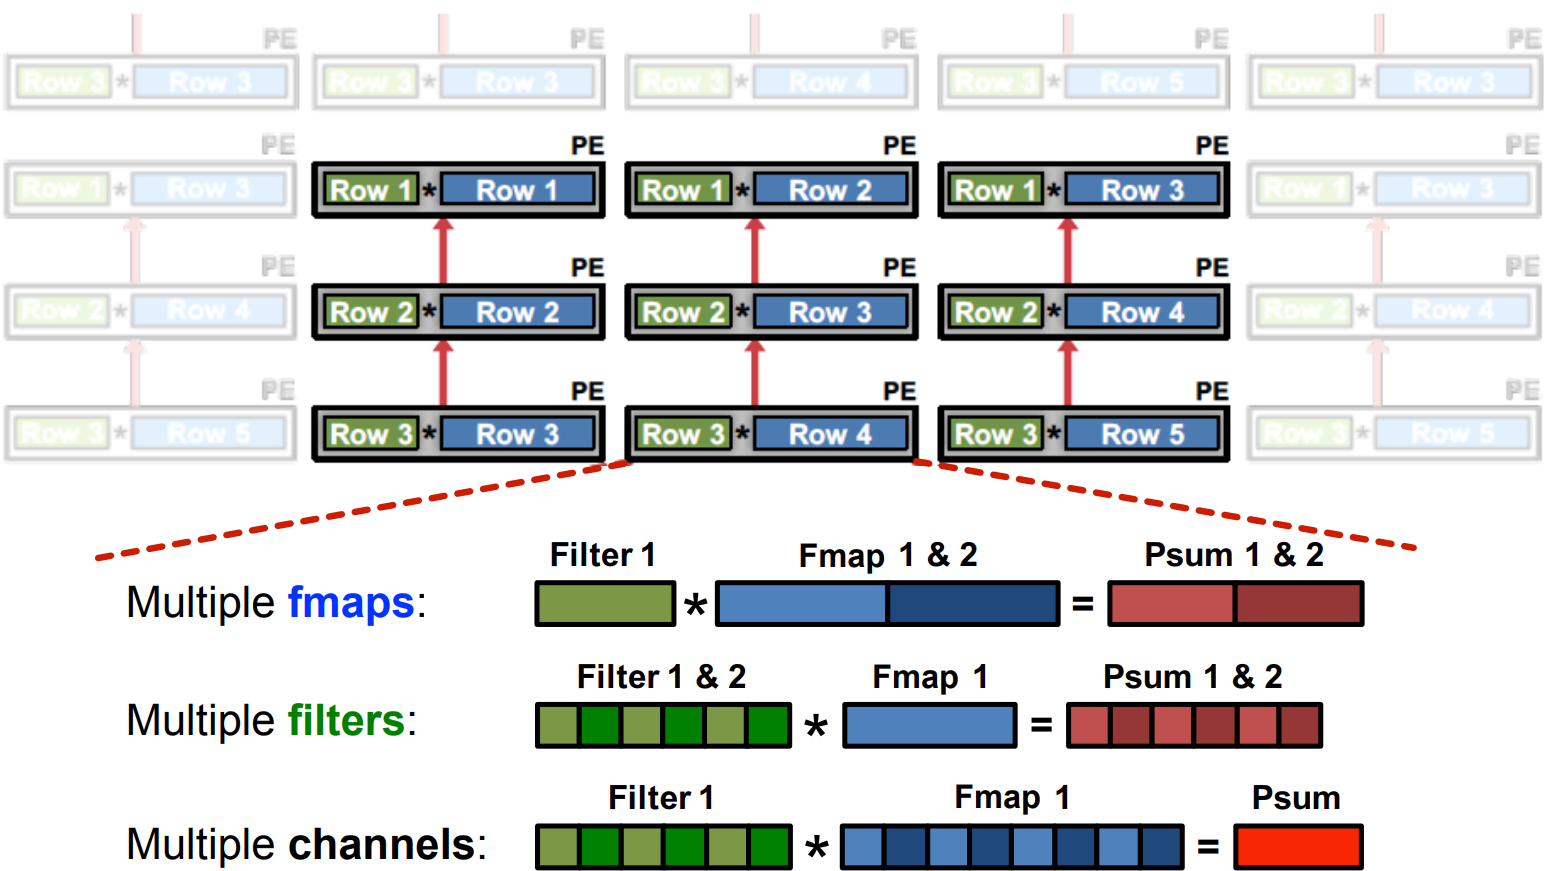 PE PE PE PE PE
Row 3 * Row 3 Row 3 * Row 3 Row 3 * Row 4 Row 3 * Row 5 Row 3 * Row 3
PE PE PE PE PE
Row 1 * Row 3 Row 1 * Row 1 Row 1 * Row 2 Row 1 * Row 3 Row 1 * Row 3
PE PE PE PE PE
Row 2 * Row 4 Row 2 * Row 2 Row 2 * Row 3 Row 2 * Row 4 Row 2 * Row 4
PE PE PE PE PE
Row 3 * Row 5 Row 3 * Row 3 Row 3 * Row 4 Row 3 * Row 5 Row 3 * Row 5
Filter 1 Fmap 1 & 2 Psum 1 & 2
Multiple fmaps: * =
Filter 1 & 2 Fmap 1 Psum 1 & 2
Multiple filters: * =
Filter 1 Fmap 1 Psum
Multiple channels: * =